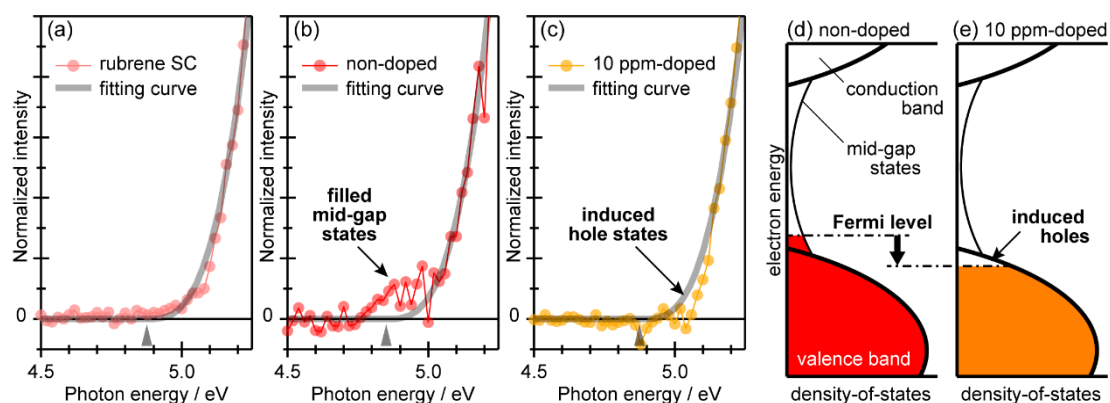 (a)
rubrene SC
fitting curve
Normalized intensity
0
4.5
5.0
Photon energy / eV
(b)
non-doped
fitting curve
filled
mid-gap
states
Normalized intensity
0
4.5
5.0
Photon energy / eV
(c)
10 ppm-doped
fitting curve
induced
hole states
Normalized intensity
0
4.5
5.0
Photon energy / eV
(d) non-doped
conduction
band
mid-gap
states
electron energy
Fermi level
valence band
density-of-states
(e) 10 ppm-doped
induced
holes
density-of-states